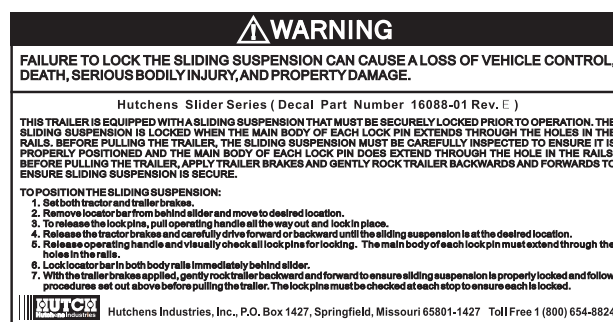 WARNING
FAILURE TO LOCK THE SLIDING SUSPENSION CAN CAUSE A LOSS OF VEHICLE CONTROL,
DEATH, SERIOUS BODILY INJURY, AND PROPERTY DAMAGE.
Hutchens Slider Series ( Decal Part Number 16088-01 Rev. E )
THIS TRAILER IS EQUIPPED WITH A SLIDING SUSPENSION THAT MUST BE SECURELY LOCKED PRIOR TO OPERATION. THE
SLIDING SUSPENSION IS LOCKED WHEN THE MAIN BODY OF EACH LOCK PIN EXTENDS THROUGH THE HOLES IN THE
RAILS. BEFORE PULLING THE TRAILER, THE SLIDING SUSPENSION MUST BE CAREFULLY INSPECTED TO ENSURE IT IS
PROPERLY POSITIONED AND THE MAIN BODY OF EACH LOCK PIN DOES EXTEND THROUGH THE HOLE IN THE RAILS.
BEFORE PULLING THE TRAILER, APPLY TRAILER BRAKES AND GENTLY ROCK TRAILER BACKWARDS AND FORWARDS TO
ENSURE SLIDING SUSPENSION IS SECURE.
TO POSITION THE SLIDING SUSPENSION:
1. Set both tractor and trailer brakes.
2. Remove locator bar from behind slider and move to desired location.
3. To release the lock pins, pull operating handle all the way out and lock in place.
4. Release the tractor brakes and carefully drive forward or backward until the sliding suspension is at the desired location.
5. Release operating handle and visually check all lock pins for locking. The main body of each lock pin must extend through the
holes in the rails.
6. Lock locator bar in both body rails immediately behind slider.
7. With the trailer brakes applied, gently rock trailer backward and forward to ensure sliding suspension is properly locked and follow
procedures set out above before pulling the trailer. The lock pins must be checked at each stop to ensure each is locked.
HUTCH
Hutchens Industries
Hutchens Industries, Inc., P.O. Box 1427, Springfield, Missouri 65801-1427 Toll Free 1 (800) 654-8824